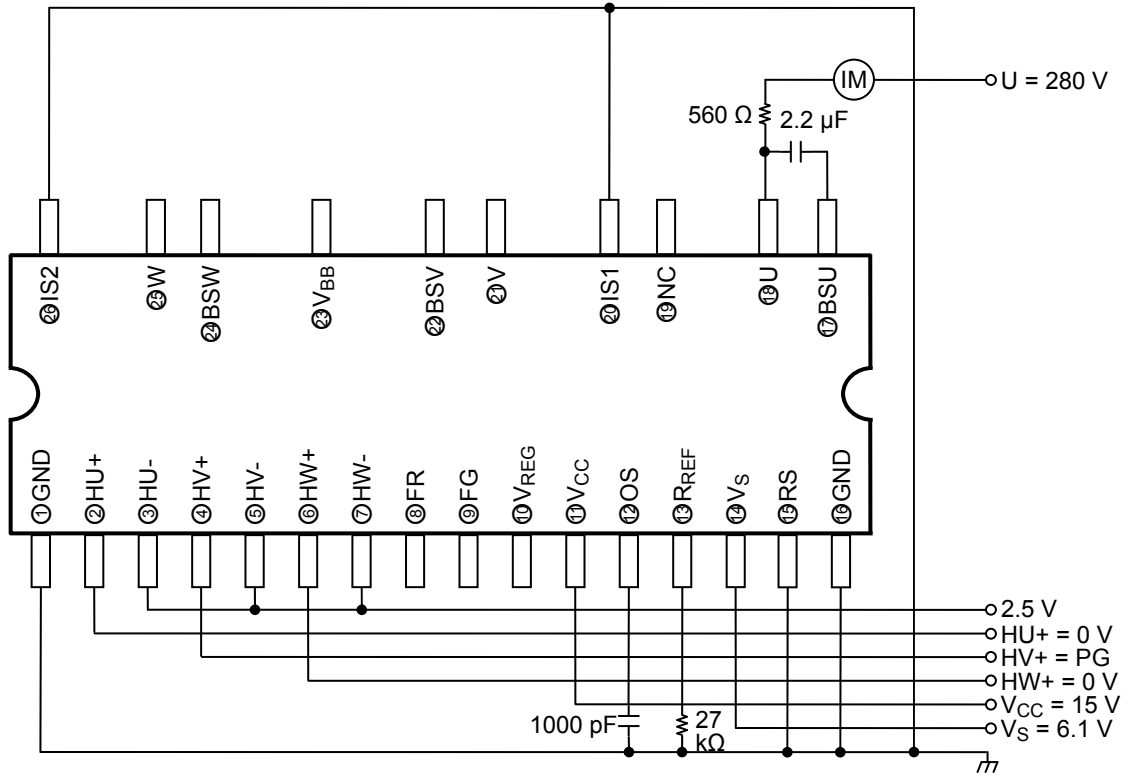 IM
U = 280 V
560 Ω
2.2 µF
㉖IS2
㉕W
㉔BSW
㉓VBB
㉒BSV
㉑V
⑳IS1
⑲NC
⑱U
⑰BSU
①GND
②HU+
③HU-
④HV+
⑤HV-
⑥HW+
⑦HW-
⑧FR
⑨FG
⑩VREG
⑪VCC
⑫OS
⑬RREF
⑭VS
⑮RS
⑯GND
2.5 V
HU+ = 0 V
HV+ = PG
HW+ = 0 V
VCC = 15 V
VS = 6.1 V
1000 pF
27
kΩ